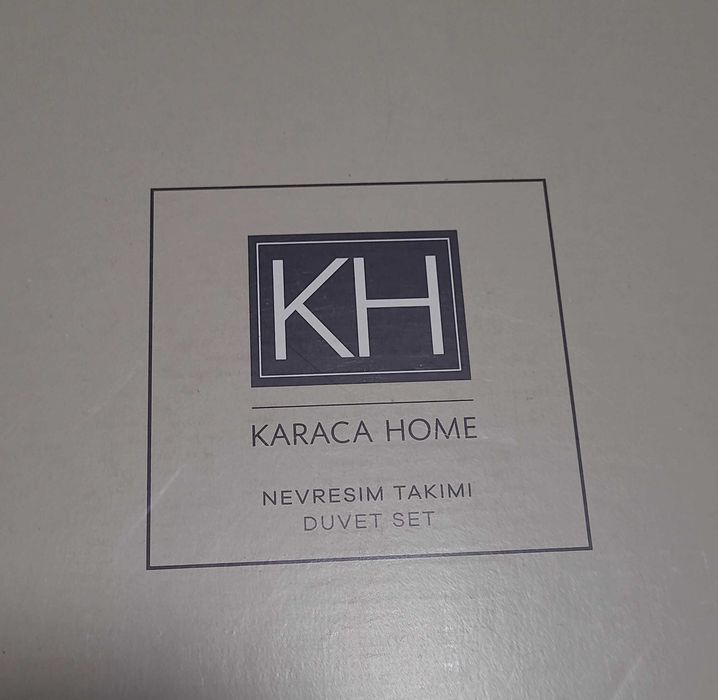 KH
KARACA HOME
NEVRESIM TAKIMI
DUVET SET